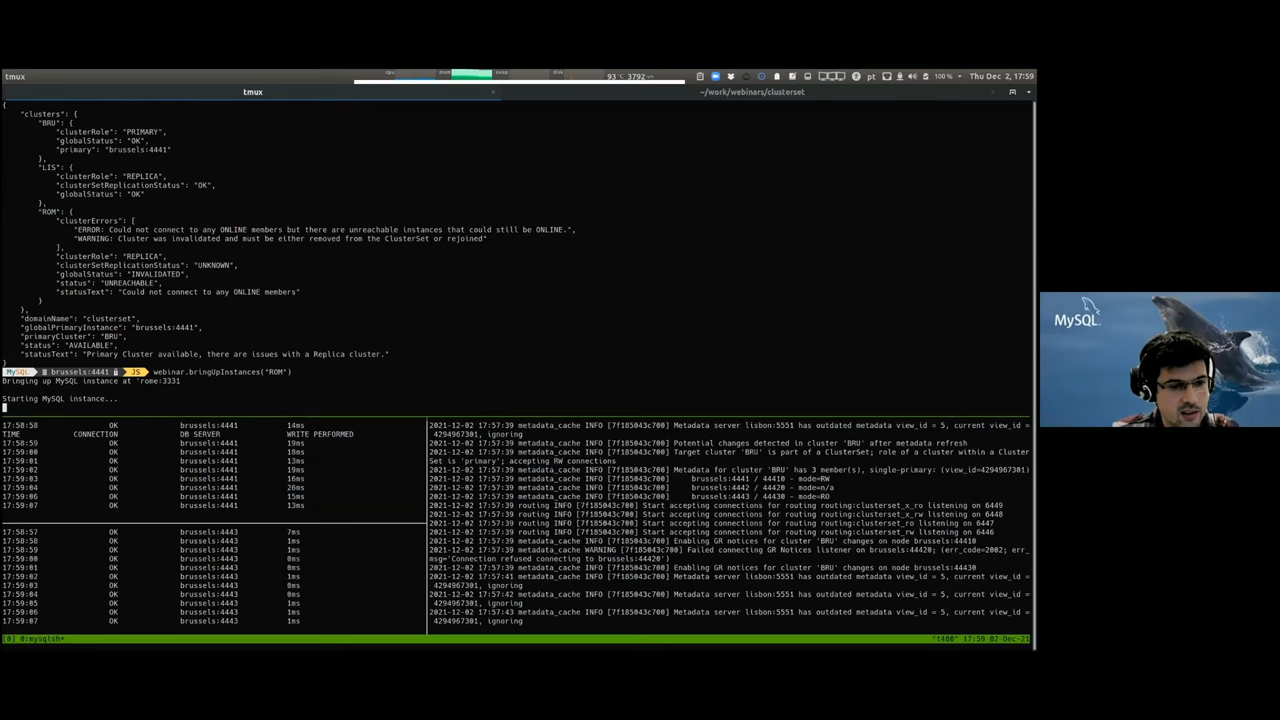 tmux
cpu mem swap disk 93°C 3792 pt 100 % Thu Dec 2, 17:59
tmux × ~/work/webinars/clusterset
{
"clusters": {
"BRU": {
"clusterRole": "PRIMARY",
"globalStatus": "OK",
"primary": "brussels:4441"
},
"LIS": {
"clusterRole": "REPLICA",
"clusterSetReplicationStatus": "OK",
"globalStatus": "OK"
},
"ROM": {
"clusterErrors": [
"ERROR: Could not connect to any ONLINE members but there are unreachable instances that could still be ONLINE.",
"WARNING: Cluster was invalidated and must be either removed from the ClusterSet or rejoined"
],
"clusterRole": "REPLICA",
"clusterSetReplicationStatus": "UNKNOWN",
"globalStatus": "INVALIDATED",
"status": "UNREACHABLE",
"statusText": "Could not connect to any ONLINE members"
}
},
"domainName": "clusterset",
"globalPrimaryInstance": "brussels:4441",
"primaryCluster": "BRU",
"status": "AVAILABLE",
"statusText": "Primary Cluster available, there are issues with a Replica cluster."
}
MySQL brussels:4441 JS webinar.bringUpInstances("ROM")
Bringing up MySQL instance at 'rome:3331
Starting MySQL instance...
17:58:58 OK brussels:4441 14ms
TIME CONNECTION DB SERVER WRITE PERFORMED
17:58:59 OK brussels:4441 19ms
17:59:00 OK brussels:4441 18ms
17:59:01 OK brussels:4441 13ms
17:59:02 OK brussels:4441 19ms
17:59:03 OK brussels:4441 16ms
17:59:04 OK brussels:4441 26ms
17:59:06 OK brussels:4441 15ms
17:59:07 OK brussels:4441 13ms
17:58:57 OK brussels:4443 7ms
17:58:58 OK brussels:4443 1ms
17:58:59 OK brussels:4443 1ms
17:59:00 OK brussels:4443 0ms
17:59:01 OK brussels:4443 0ms
17:59:02 OK brussels:4443 1ms
17:59:03 OK brussels:4443 0ms
17:59:04 OK brussels:4443 0ms
17:59:05 OK brussels:4443 1ms
17:59:06 OK brussels:4443 1ms
17:59:07 OK brussels:4443 1ms
2021-12-02 17:57:39 metadata_cache INFO [7f185043c700] Metadata server lisbon:5551 has outdated metadata view_id = 5, current view_id =
4294967301, ignoring
2021-12-02 17:57:39 metadata_cache INFO [7f185043c700] Potential changes detected in cluster 'BRU' after metadata refresh
2021-12-02 17:57:39 metadata_cache INFO [7f185043c700] Target cluster 'BRU' is part of a ClusterSet; role of a cluster within a Cluster
Set is 'primary'; accepting RW connections
2021-12-02 17:57:39 metadata_cache INFO [7f185043c700] Metadata for cluster 'BRU' has 3 member(s), single-primary: (view_id=4294967301)
2021-12-02 17:57:39 metadata_cache INFO [7f185043c700] brussels:4441 / 44410 - mode=RW
2021-12-02 17:57:39 metadata_cache INFO [7f185043c700] brussels:4442 / 44420 - mode=n/a
2021-12-02 17:57:39 metadata_cache INFO [7f185043c700] brussels:4443 / 44430 - mode=RO
2021-12-02 17:57:39 routing INFO [7f185043c700] Start accepting connections for routing routing:clusterset_x_ro listening on 6449
2021-12-02 17:57:39 routing INFO [7f185043c700] Start accepting connections for routing routing:clusterset_x_rw listening on 6448
2021-12-02 17:57:39 routing INFO [7f185043c700] Start accepting connections for routing routing:clusterset_ro listening on 6447
2021-12-02 17:57:39 routing INFO [7f185043c700] Start accepting connections for routing routing:clusterset_rw listening on 6446
2021-12-02 17:57:39 metadata_cache INFO [7f185043c700] Enabling GR notices for cluster 'BRU' changes on node brussels:44410
2021-12-02 17:57:39 metadata_cache WARNING [7f185043c700] Failed connecting GR Notices listener on brussels:44420; (err_code=2002; err_
msg='Connection refused connecting to brussels:44420')
2021-12-02 17:57:39 metadata_cache INFO [7f185043c700] Enabling GR notices for cluster 'BRU' changes on node brussels:44430
2021-12-02 17:57:41 metadata_cache INFO [7f185043c700] Metadata server lisbon:5551 has outdated metadata view_id = 5, current view_id =
4294967301, ignoring
2021-12-02 17:57:42 metadata_cache INFO [7f185043c700] Metadata server lisbon:5551 has outdated metadata view_id = 5, current view_id =
4294967301, ignoring
2021-12-02 17:57:43 metadata_cache INFO [7f185043c700] Metadata server lisbon:5551 has outdated metadata view_id = 5, current view_id =
4294967301, ignoring
[0] 0:mysqlsh* "t480" 17:59 02-Dec-21
MySQL